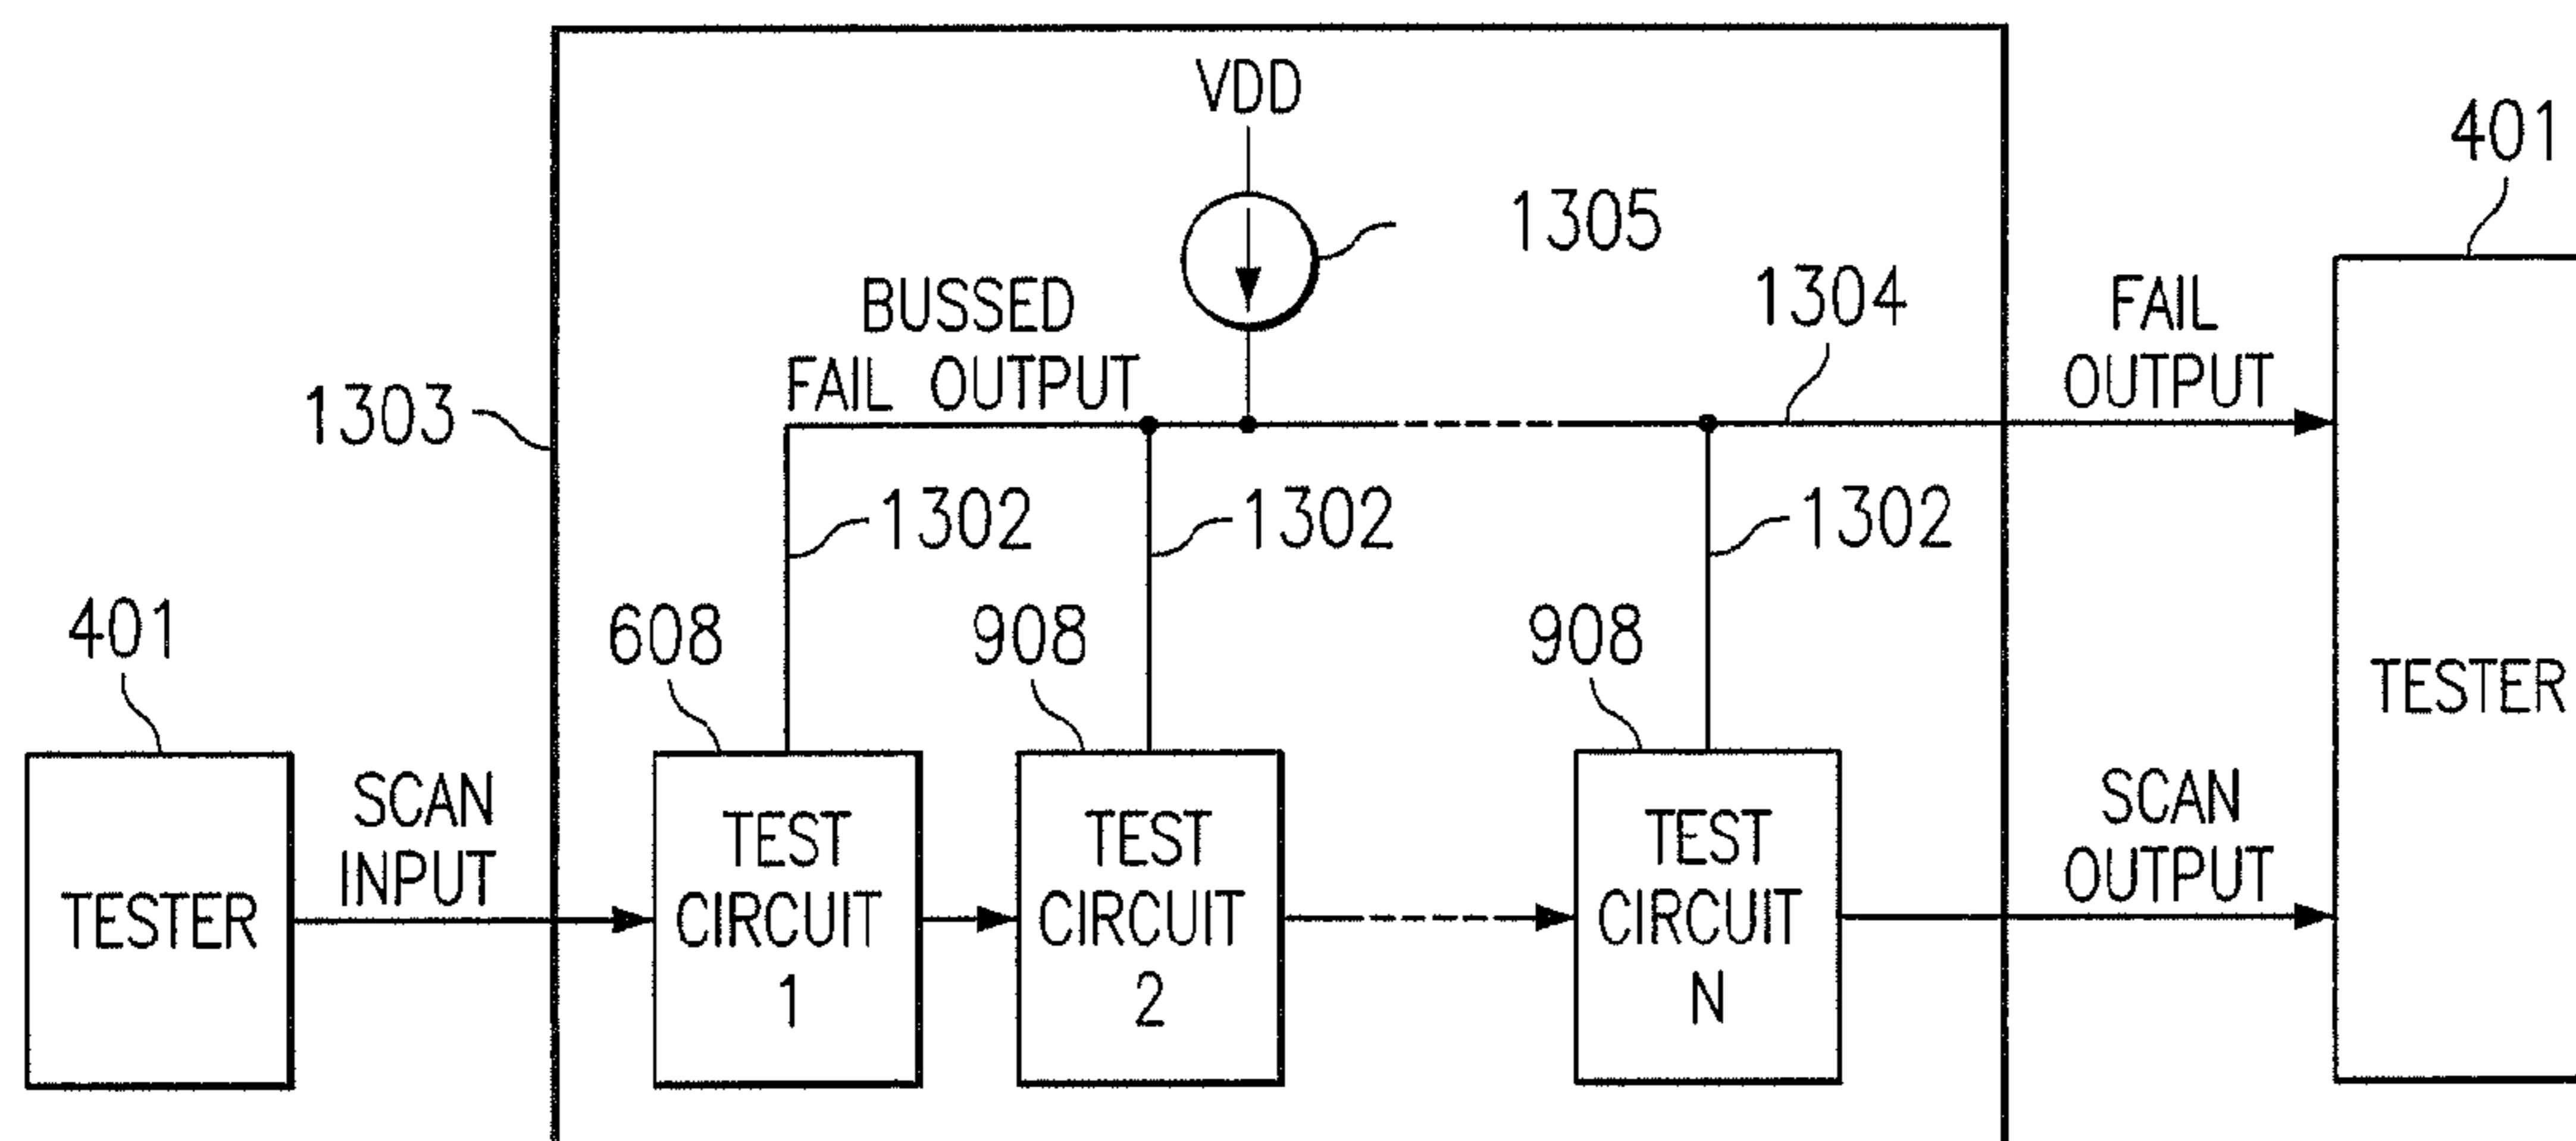 VDD
401
1305
BUSSED
FAIL OUTPUT
1304
FAIL
OUTPUT
1303
1302
1302
1302
401
608
908
908
SCAN
INPUT
TESTER
TEST
CIRCUIT
1
TEST
CIRCUIT
2
TEST
CIRCUIT
N
SCAN
OUTPUT
TESTER